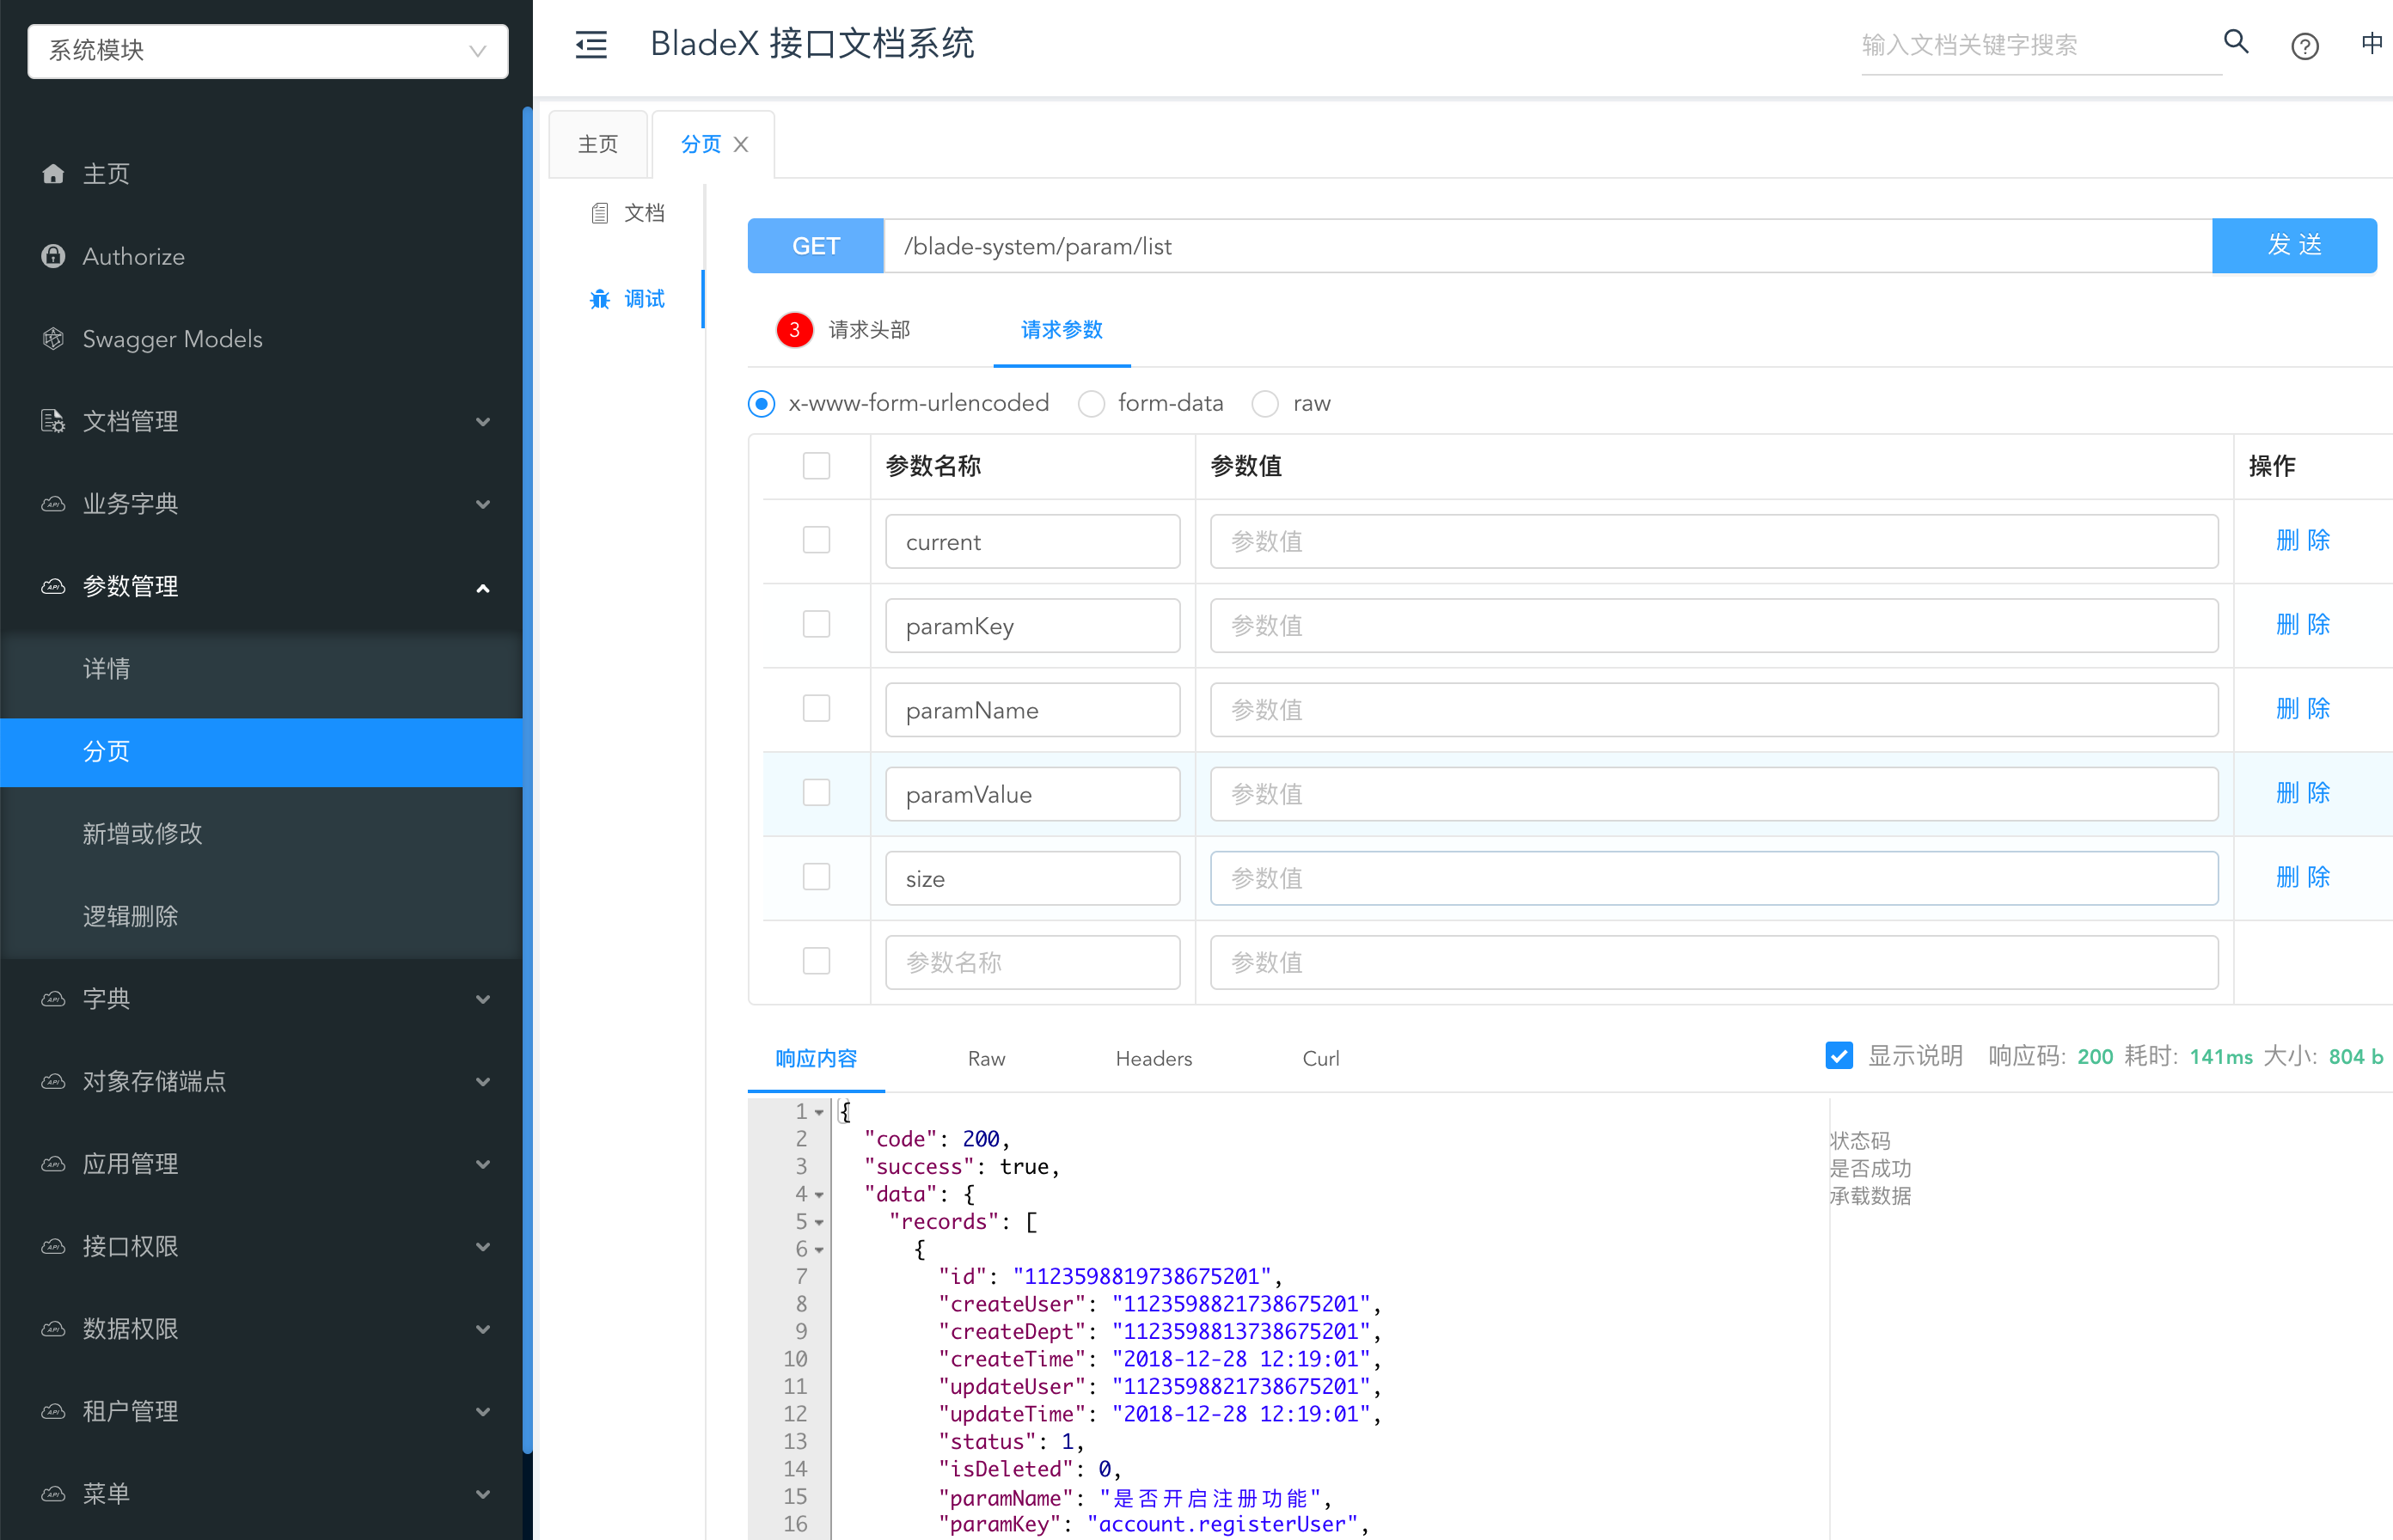 系统模块
主页
Authorize
Swagger Models
文档管理
业务字典
参数管理
详情
分页
新增或修改
逻辑删除
字典
对象存储端点
应用管理
接口权限
数据权限
租户管理
菜单
BladeX 接口文档系统
输入文档关键字搜索
中
主页
分页
文档
调试
GET
/blade-system/param/list
发 送
3 请求头部
请求参数
x-www-form-urlencoded form-data raw
参数名称 参数值 操作
current 参数值 删 除
paramKey 参数值 删 除
paramName 参数值 删 除
paramValue 参数值 删 除
size 参数值 删 除
参数名称 参数值
响应内容 Raw Headers Curl
显示说明 响应码: 200 耗时: 141ms 大小: 804 b
1 {
2 "code": 200,
3 "success": true,
4 "data": {
5 "records": [
6 {
7 "id": "1123598819738675201",
8 "createUser": "1123598821738675201",
9 "createDept": "1123598813738675201",
10 "createTime": "2018-12-28 12:19:01",
11 "updateUser": "1123598821738675201",
12 "updateTime": "2018-12-28 12:19:01",
13 "status": 1,
14 "isDeleted": 0,
15 "paramName": "是否开启注册功能",
16 "paramKey": "account.registerUser",
状态码
是否成功
承载数据